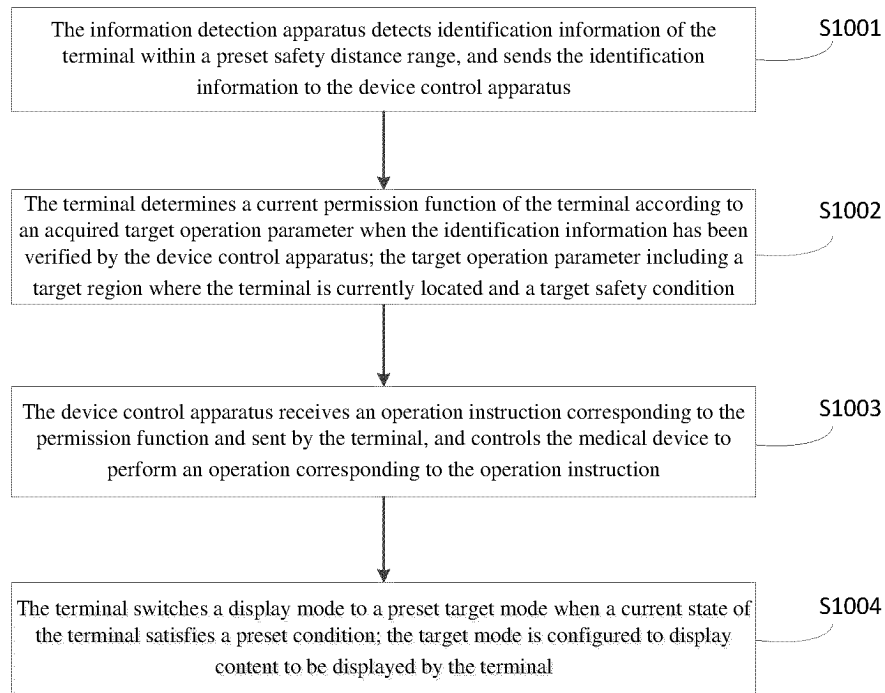 The information detection apparatus detects identification information of the
terminal within a preset safety distance range, and sends the identification
information to the device control apparatus
S1001
The terminal determines a current permission function of the terminal according to
an acquired target operation parameter when the identification information has been
verified by the device control apparatus; the target operation parameter including a
target region where the terminal is currently located and a target safety condition
S1002
The device control apparatus receives an operation instruction corresponding to the
permission function and sent by the terminal, and controls the medical device to
perform an operation corresponding to the operation instruction
S1003
The terminal switches a display mode to a preset target mode when a current state of
the terminal satisfies a preset condition; the target mode is configured to display
content to be displayed by the terminal
S1004